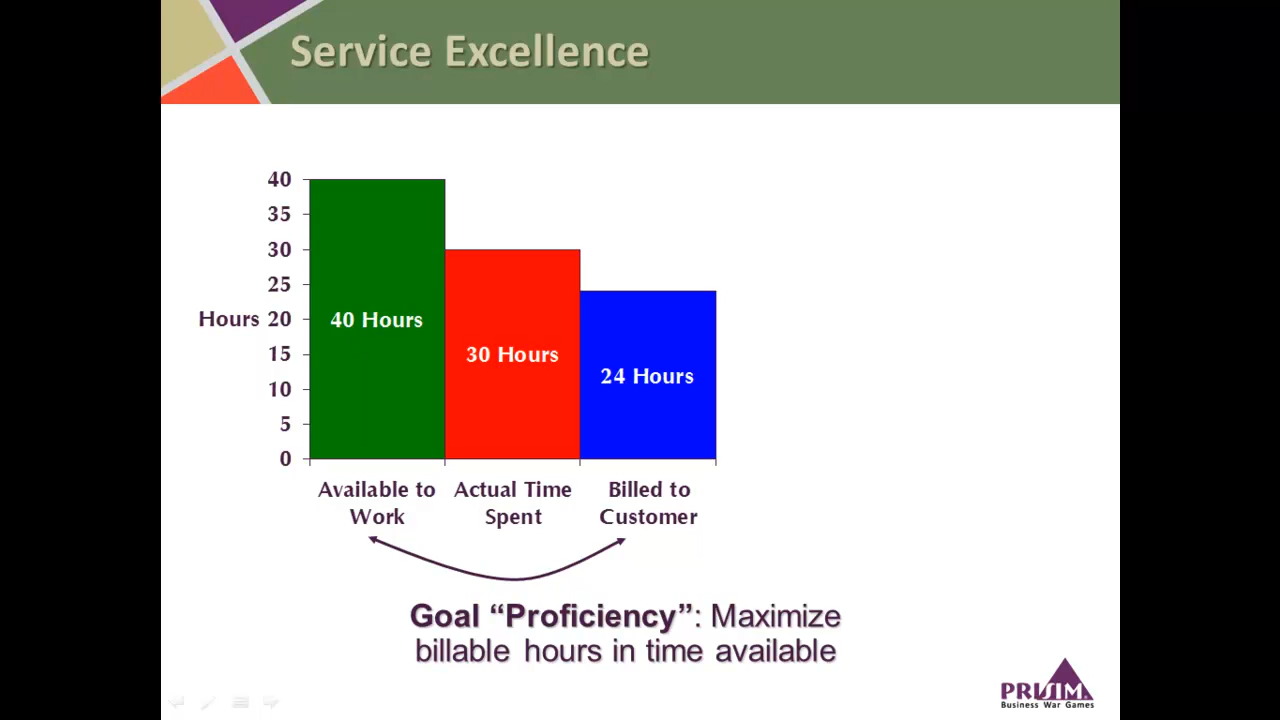 Service Excellence
40
35
30
25
Hours 20
15
10
5
0
40 Hours
30 Hours
24 Hours
Available to
Work
Actual Time
Spent
Billed to
Customer
Goal “Proficiency”: Maximize
billable hours in time available
PRISIM
Business War Games